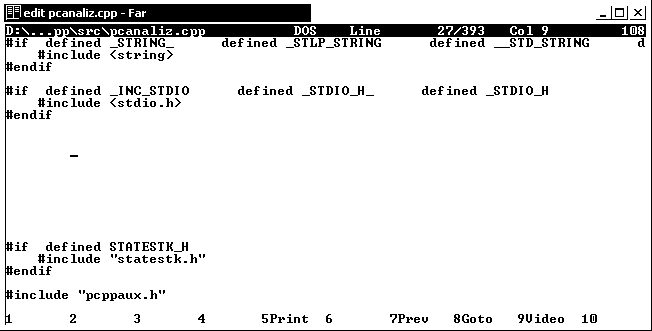 edit pcanaliz.cpp - Far
D:\...pp\src\pcanaliz.cpp DOS Line 27/393 Col 9 108
#if defined _STRING_ defined _STLP_STRING defined __STD_STRING d
#include <string>
#endif
#if defined _INC_STDIO defined _STDIO_H_ defined _STDIO_H
#include <stdio.h>
#endif
#if defined STATESTK_H
#include "statestk.h"
#endif
#include "pcppaux.h"
1 2 3 4 5Print 6 7Prev 8Goto 9Video 10